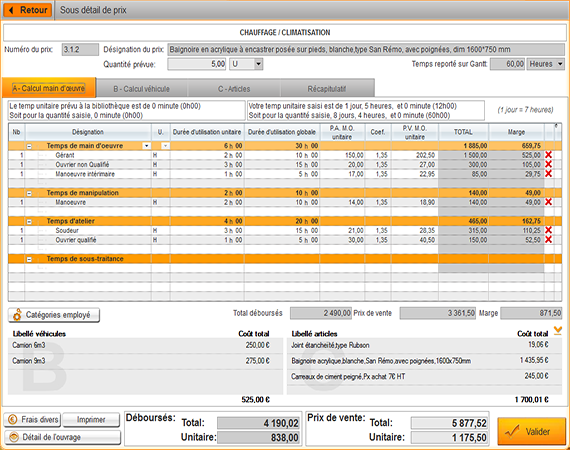 Retour Sous détail de prix
CHAUFFAGE / CLIMATISATION
Numéro du prix: 3.1.2 Désignation du prix: Baignoire en acrylique à encastrer posée sur pieds, blanche,type San Rémo, avec poignées, dim 1600*750 mm
Quantité prévue: 5,00 U Temps reporté sur Gantt: 60,00 Heures
A - Calcul main d'œuvre B - Calcul véhicule C - Articles Récapitulatif
Le temp unitaire prévu à la bibliothèque est de 0 minute (0h00) Votre temp unitaire saisi est de 1 jour, 5 heures, et 0 minute (12h00) (1 jour = 7 heures)
Soit pour la quantité saisie, 0 minute (0h00) Soit pour la quantité saisie, 8 jours, 4 heures, et 0 minute (60h00)
Nb Désignation U. Durée d'utilisation unitaire Durée d'utilisation globale P.A. M.O. unitaire Coef. P.V. M.O. unitaire TOTAL Marge
Temps de main d'oeuvre 6 h 00 30 h 00 1 885,00 659,75
1 Gérant H 2 h 00 10 h 00 150,00 1,35 202,50 1 500,00 525,00
1 Ouvrier non Qualifié H 3 h 00 15 h 00 20,00 1,35 27,00 300,00 105,00
1 Manoeuvre intérimaire H 1 h 00 5 h 00 17,00 1,35 22,95 85,00 29,75
Temps de manipulation 2 h 00 10 h 00 140,00 49,00
1 Manoeuvre H 2 h 00 10 h 00 14,00 1,35 18,90 140,00 49,00
Temps d'atelier 4 h 00 20 h 00 465,00 162,75
1 Soudeur H 3 h 00 15 h 00 21,00 1,35 28,35 315,00 110,25
1 Ouvrier qualifié H 1 h 00 5 h 00 30,00 1,35 40,50 150,00 52,50
Temps de sous-traitance
Catégories employé Total déboursés 2 490,00 Prix de vente 3 361,50 Marge 871,50
Libellé véhicules Coût total Libellé articles Coût total
Camion 6m3 250,00 € Joint étanchéité,type Rubson 19,06 €
Camion 9m3 275,00 € Baignoire acrylique,blanche,San Rémo,avec poignées,1600x750mm 1 435,95 €
Carreaux de ciment peigné,Px achat 7€ HT 245,00 €
B C
525,00 € 1 700,01 €
Frais divers Imprimer Déboursés: Total: 4 190,02 Prix de vente: Total: 5 877,52 Valider
Détail de l'ouvrage Unitaire: 838,00 Unitaire: 1 175,50